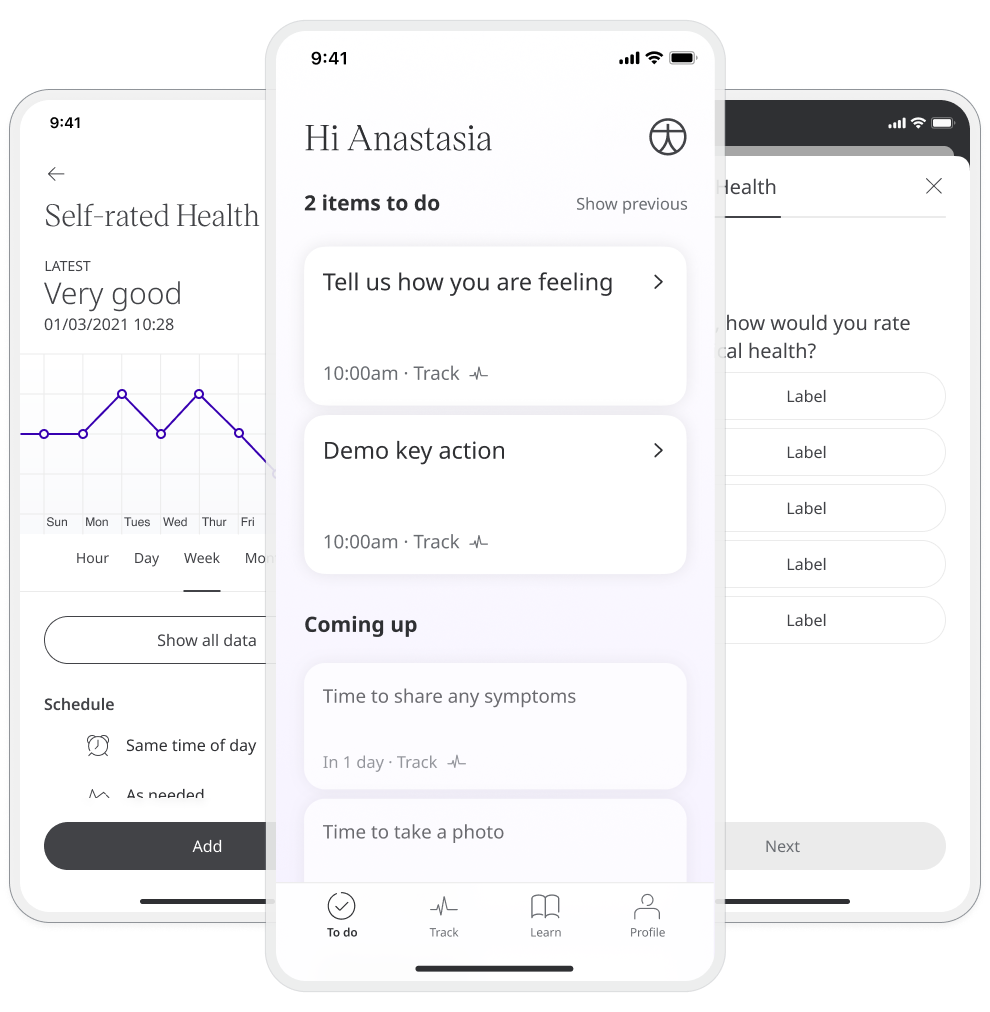 9:41
Self-rated Health
LATEST
Very good
01/03/2021 10:28
Sun Mon Tues Wed Thur Fri
Hour Day Week Mon
Show all data
Schedule
Same time of day
As needed
Add
9:41
Hi Anastasia
2 items to do Show previous
Tell us how you are feeling
10:00am · Track
Demo key action
10:00am · Track
Coming up
Time to share any symptoms
In 1 day · Track
Time to take a photo
To do Track Learn Profile
Health
, how would you rate
cal health?
Label
Label
Label
Label
Label
Next